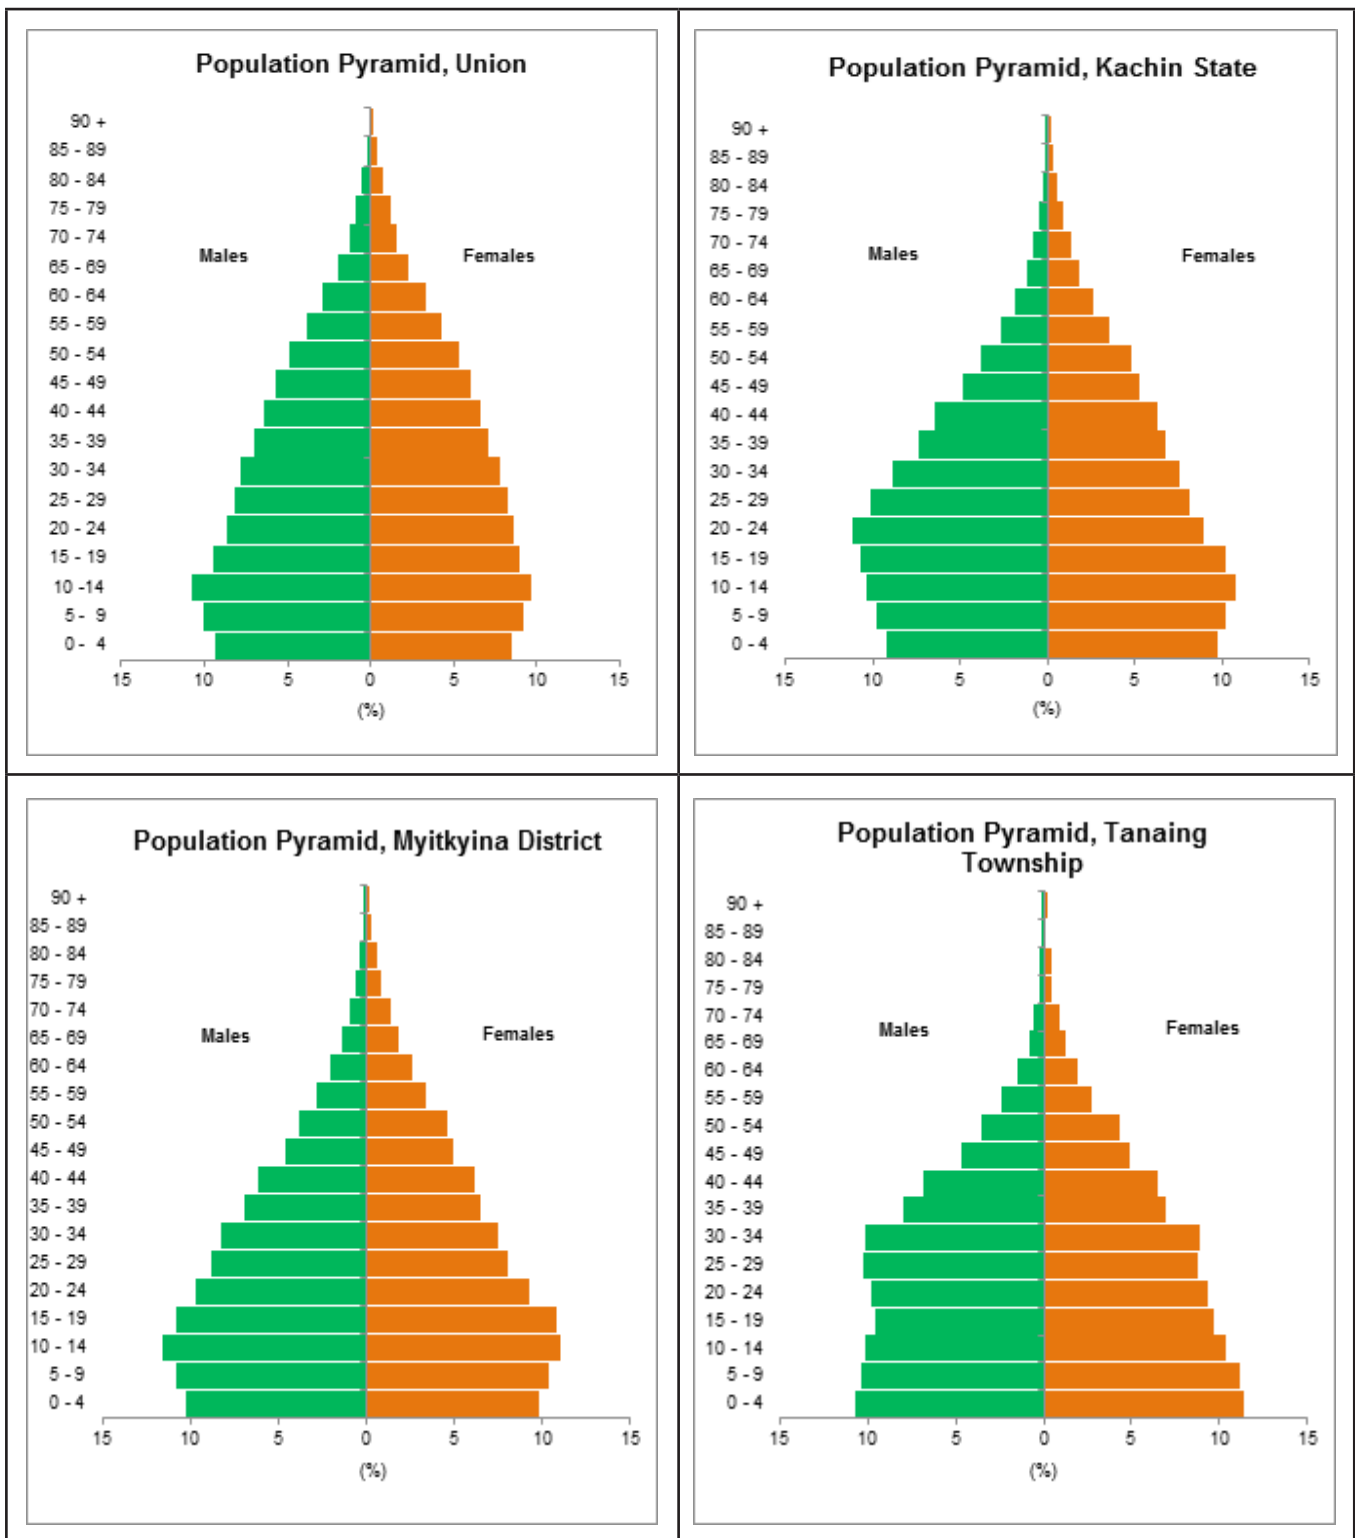 Population Pyramid, Union
90 +
85 - 89
80 - 84
75 - 79
70 - 74
Males
Females
65 - 69
60 - 64
55 - 59
50 - 54
45 - 49
40 - 44
35 - 39
30 - 34
25 - 29
20 - 24
15 - 19
10 -14
5 - 9
0 - 4
15 10 5 0 5 10 15
(%)
Population Pyramid, Kachin State
90 +
85 - 89
80 - 84
75 - 79
70 - 74
Males
Females
65 - 69
60 - 64
55 - 59
50 - 54
45 - 49
40 - 44
35 - 39
30 - 34
25 - 29
20 - 24
15 - 19
10 - 14
5 - 9
0 - 4
15 10 5 0 5 10 15
(%)
Population Pyramid, Myitkyina District
90 +
85 - 89
80 - 84
75 - 79
70 - 74
Males
Females
65 - 69
60 - 64
55 - 59
50 - 54
45 - 49
40 - 44
35 - 39
30 - 34
25 - 29
20 - 24
15 - 19
10 - 14
5 - 9
0 - 4
15 10 5 0 5 10 15
(%)
Population Pyramid, Tanaing
Township
90 +
85 - 89
80 - 84
75 - 79
70 - 74
Males
Females
65 - 69
60 - 64
55 - 59
50 - 54
45 - 49
40 - 44
35 - 39
30 - 34
25 - 29
20 - 24
15 - 19
10 - 14
5 - 9
0 - 4
15 10 5 0 5 10 15
(%)